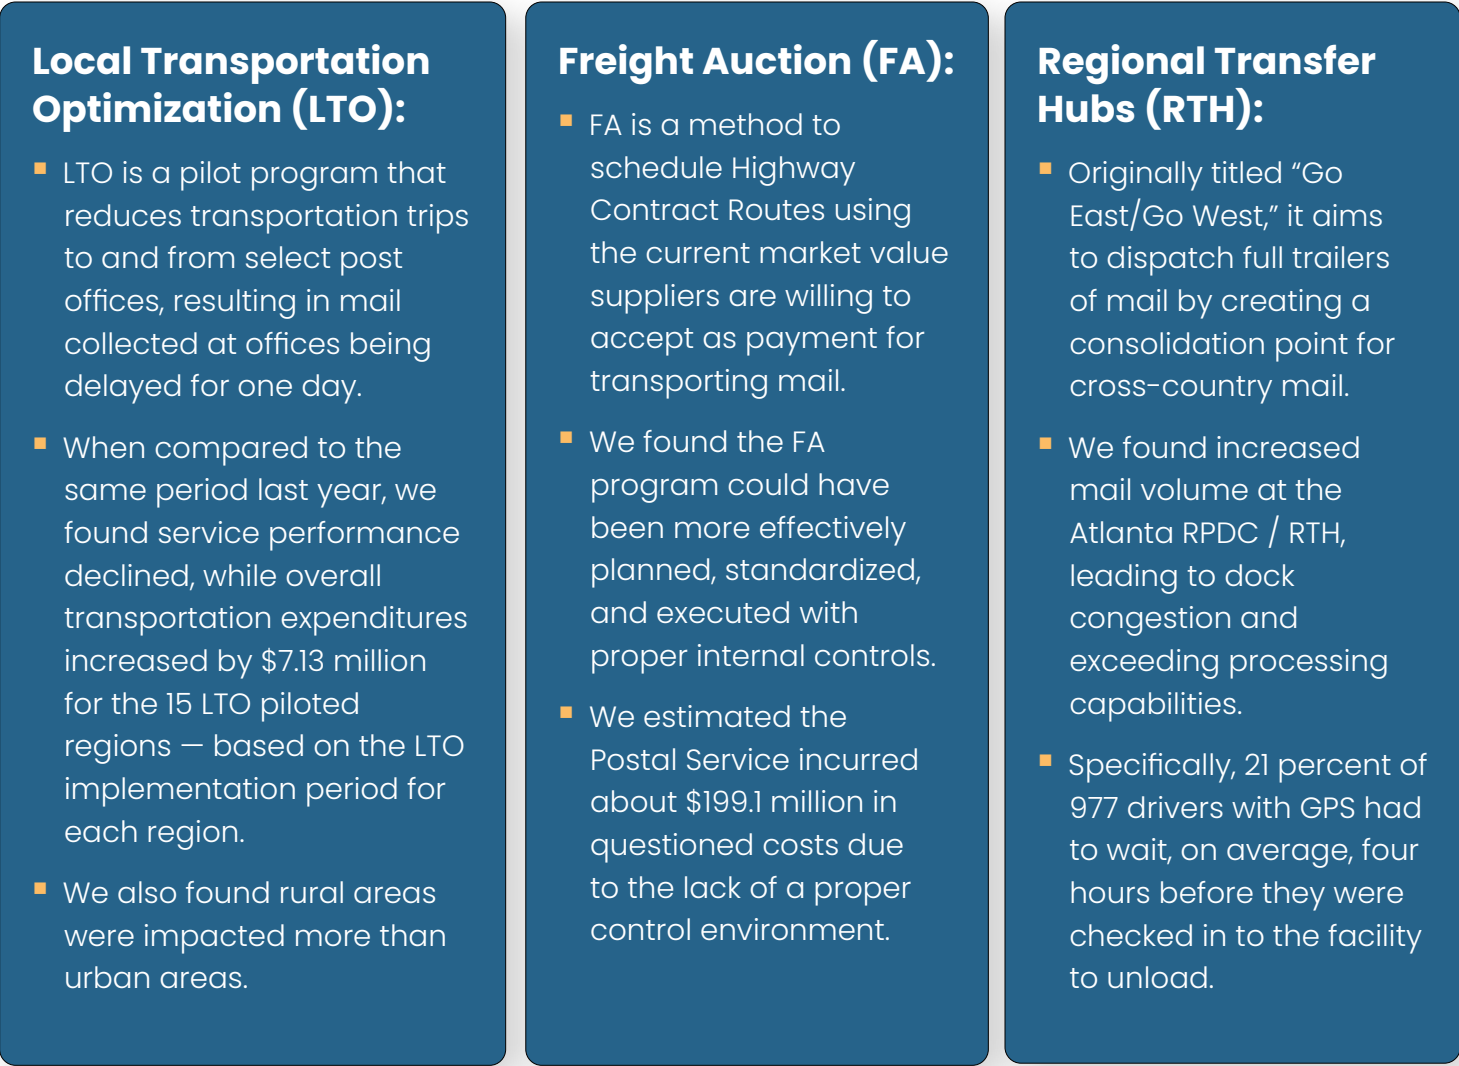 Local Transportation
Optimization (LTO):
▪ LTO is a pilot program that
reduces transportation trips
to and from select post
offices, resulting in mail
collected at offices being
delayed for one day.
▪ When compared to the
same period last year, we
found service performance
declined, while overall
transportation expenditures
increased by $7.13 million
for the 15 LTO piloted
regions — based on the LTO
implementation period for
each region.
▪ We also found rural areas
were impacted more than
urban areas.
Freight Auction (FA):
▪ FA is a method to
schedule Highway
Contract Routes using
the current market value
suppliers are willing to
accept as payment for
transporting mail.
▪ We found the FA
program could have
been more effectively
planned, standardized,
and executed with
proper internal controls.
▪ We estimated the
Postal Service incurred
about $199.1 million in
questioned costs due
to the lack of a proper
control environment.
Regional Transfer
Hubs (RTH):
▪ Originally titled “Go
East/Go West,” it aims
to dispatch full trailers
of mail by creating a
consolidation point for
cross-country mail.
▪ We found increased
mail volume at the
Atlanta RPDC / RTH,
leading to dock
congestion and
exceeding processing
capabilities.
▪ Specifically, 21 percent of
977 drivers with GPS had
to wait, on average, four
hours before they were
checked in to the facility
to unload.